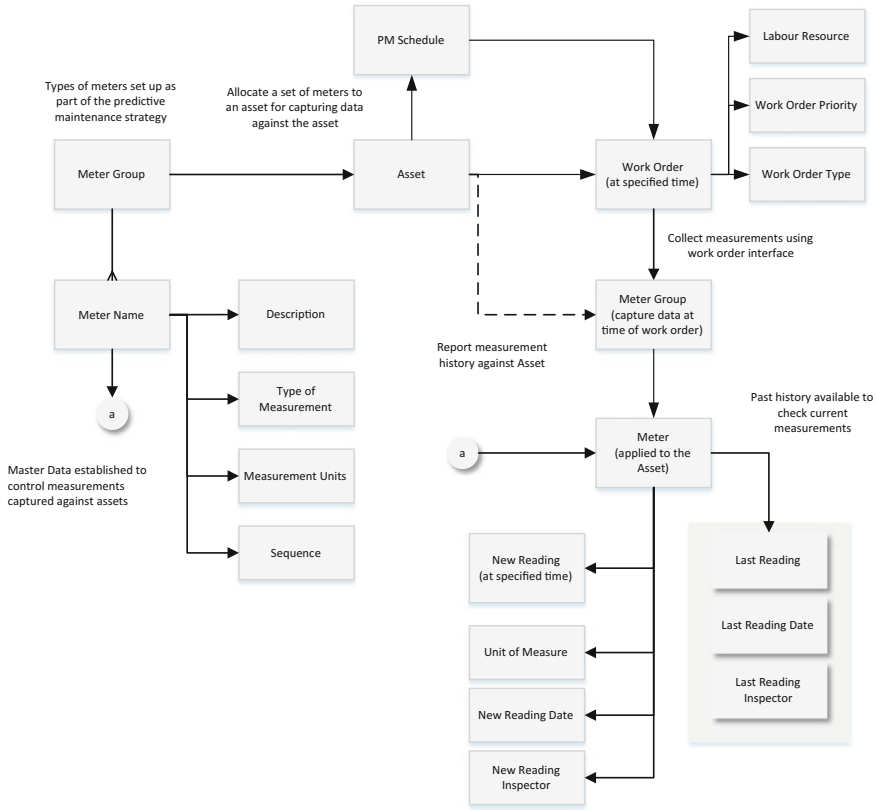 PM Schedule
Labour Resource
Types of meters set up as
part of the predictive
maintenance strategy
Allocate a set of meters to
an asset for capturing data
against the asset
Work Order Priority
Meter Group
Asset
Work Order
(at specified time)
Work Order Type
Collect measurements using
work order interface
Meter Name
Description
Meter Group
(capture data at
time of work order)
Report measurement
history against Asset
Type of
Measurement
a
Past history available to
check current
measurements
Master Data established to
control measurements
captured against assets
Measurement Units
a
Meter
(applied to the
Asset)
Sequence
New Reading
(at specified time)
Last Reading
Unit of Measure
Last Reading Date
New Reading Date
Last Reading
Inspector
New Reading
Inspector